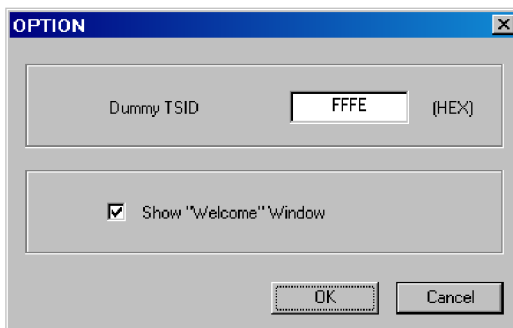 OPTION
Dummy TSID FFFE (HEX)
Show "Welcome" Window
OK Cancel